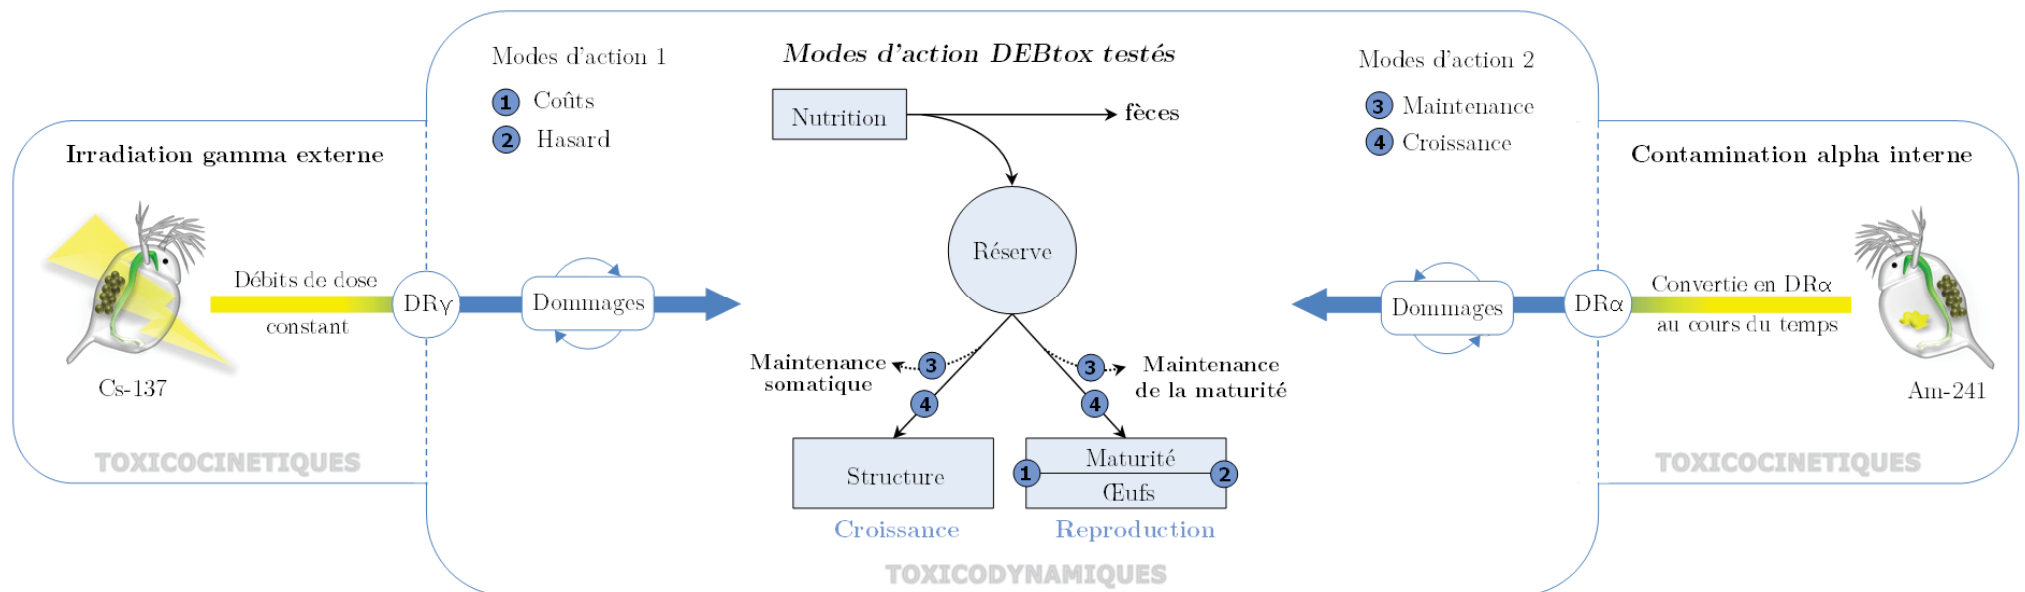 Modes d'action DEBtox testés
Modes d'action 1
1 Coûts
2 Hasard
Modes d'action 2
3 Maintenance
4 Croissance
Irradiation gamma externe
Débits de dose
constant
Cs-137
TOXICOCINETIQUES
DRγ
Dommages
Nutrition
fèces
Réserve
Maintenance
somatique
3
4
3
4
Maintenance
de la maturité
Structure
Maturité
1
2
Œufs
Croissance
Reproduction
TOXICODYNAMIQUES
Dommages
DRα
Contamination alpha interne
Convertie en DRα
au cours du temps
Am-241
TOXICOCINETIQUES